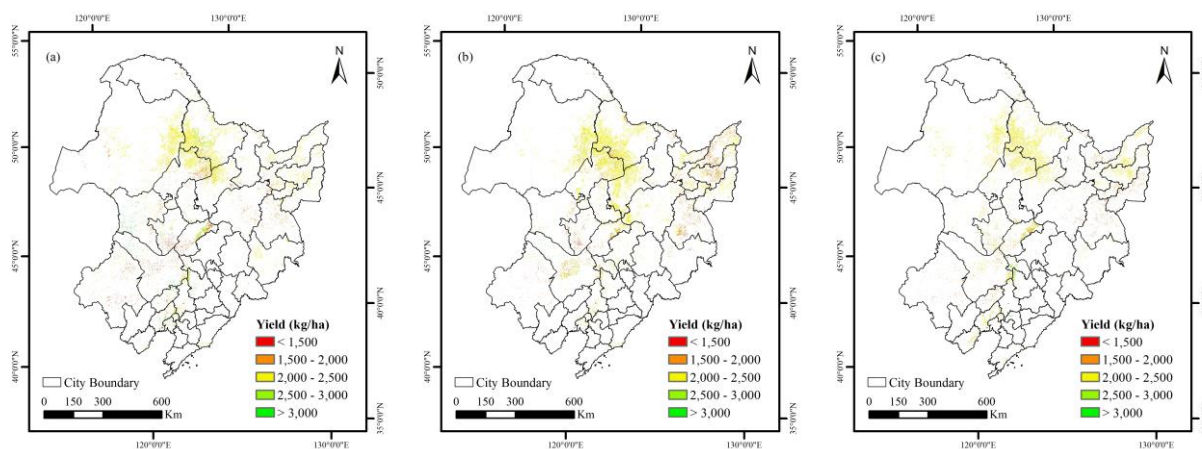 120°0'0"E 130°0'0"E
55°0'0"N
(a)
N
50°0'0"N
50°0'0"N
45°0'0"N
45°0'0"N
40°0'0"N
Yield (kg/ha)
< 1,500
1,500 - 2,000
2,000 - 2,500
2,500 - 3,000
> 3,000
40°0'0"N
City Boundary
0 150 300 600
Km
35°0'0"N
120°0'0"E 130°0'0"E
120°0'0"E 130°0'0"E
55°0'0"N
(b)
N
50°0'0"N
50°0'0"N
45°0'0"N
45°0'0"N
40°0'0"N
Yield (kg/ha)
< 1,500
1,500 - 2,000
2,000 - 2,500
2,500 - 3,000
> 3,000
40°0'0"N
City Boundary
0 150 300 600
Km
35°0'0"N
120°0'0"E 130°0'0"E
120°0'0"E 130°0'0"E
55°0'0"N
(c)
N
50°0'0"N
45°0'0"N
40°0'0"N
Yield (kg/ha)
< 1,500
1,500 - 2,000
2,000 - 2,500
2,500 - 3,000
> 3,000
City Boundary
0 150 300 600
Km
120°0'0"E 130°0'0"E